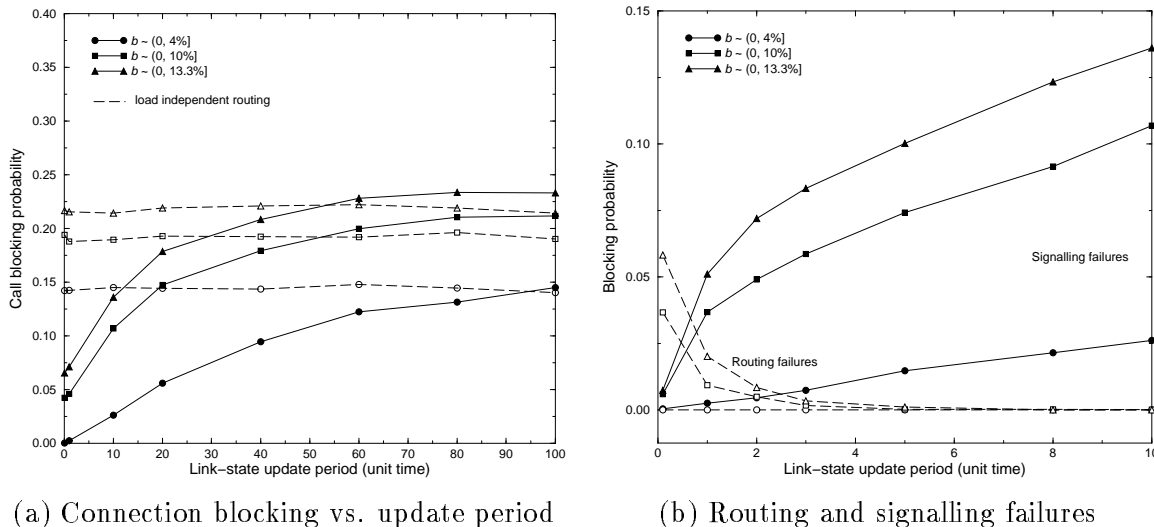 0.40
0.35
0.30
0.25
0.20
0.15
0.10
0.05
0.00
Call blocking probability
b ~ (0, 4%]
b ~ (0, 10%]
b ~ (0, 13.3%]
load independent routing
0 10 20 30 40 50 60 70 80 90 100
Link−state update period (unit time)
(a) Connection blocking vs. update period
0.15
0.10
0.05
0.00
Blocking probability
b ~ (0, 4%]
b ~ (0, 10%]
b ~ (0, 13.3%]
Signalling failures
Routing failures
0 2 4 6 8 10
Link−state update period (unit time)
(b) Routing and signalling failures